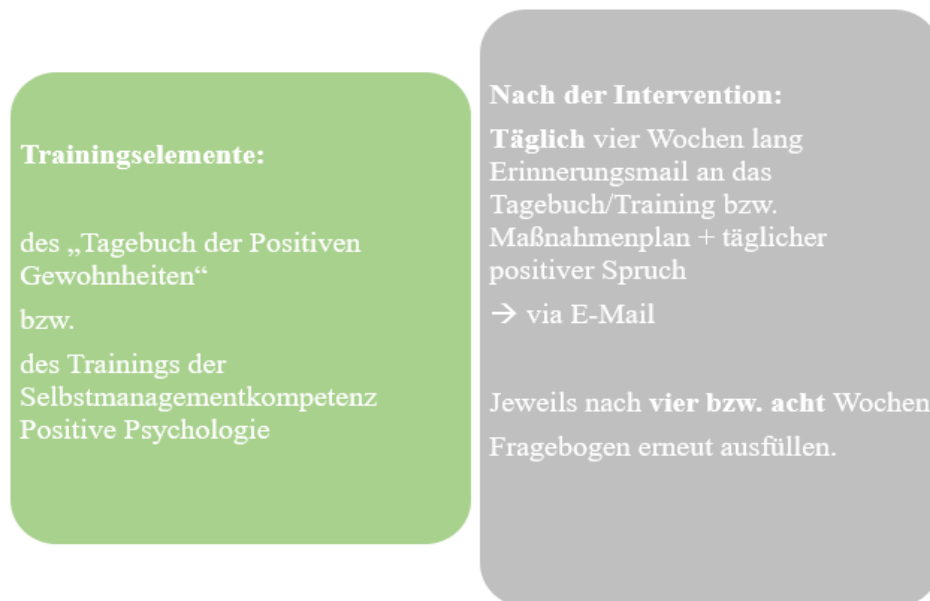 Trainingselemente:
des „Tagebuch der Positiven
Gewohnheiten“
bzw.
des Trainings der
Selbstmanagementkompetenz
Positive Psychologie
Nach der Intervention:
Täglich vier Wochen lang
Erinnerungsmail an das
Tagebuch/Training bzw.
Maßnahmenplan + täglicher
positiver Spruch
→ via E-Mail
Jeweils nach vier bzw. acht Wochen
Fragebogen erneut ausfüllen.